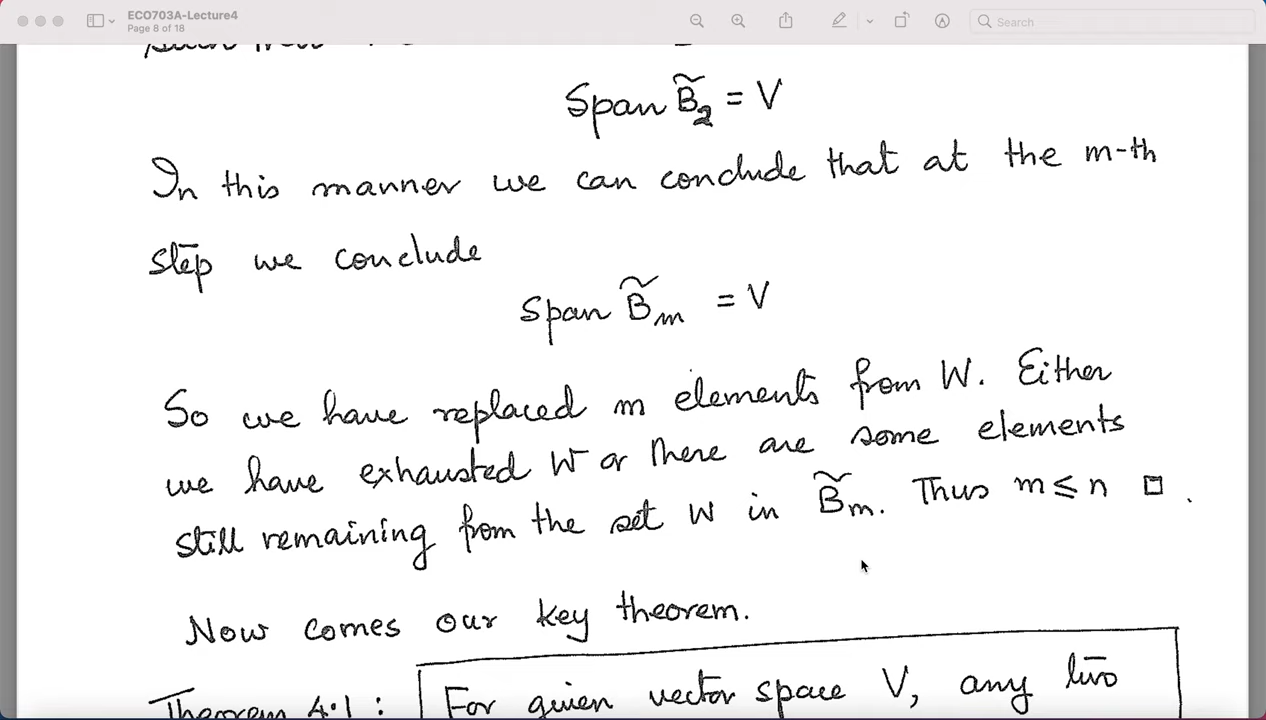 ECO703A-Lecture4
Page 8 of 18
Search
Span B̃₂ = V
In this manner we can conclude that at the m-th
step we conclude
Span B̃ₘ = V
So we have replaced m elements from W. Either
we have exhausted W or there are some elements
still remaining from the set W in B̃ₘ. Thus m ≤ n □.
Now comes our key theorem.
Theorem 4.1: For given vector space V, any two